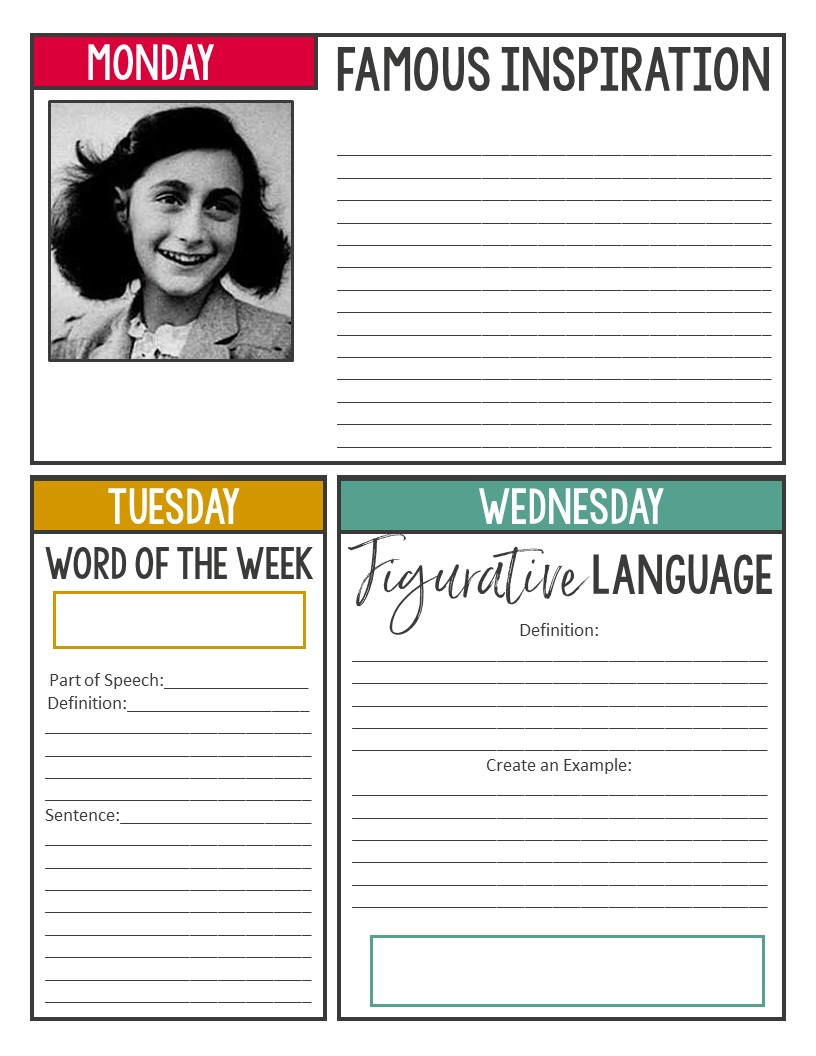 MONDAY
FAMOUS INSPIRATION
TUESDAY
WORD OF THE WEEK
Part of Speech:
Definition:
Sentence:
WEDNESDAY
Figurative LANGUAGE
Definition:
Create an Example: